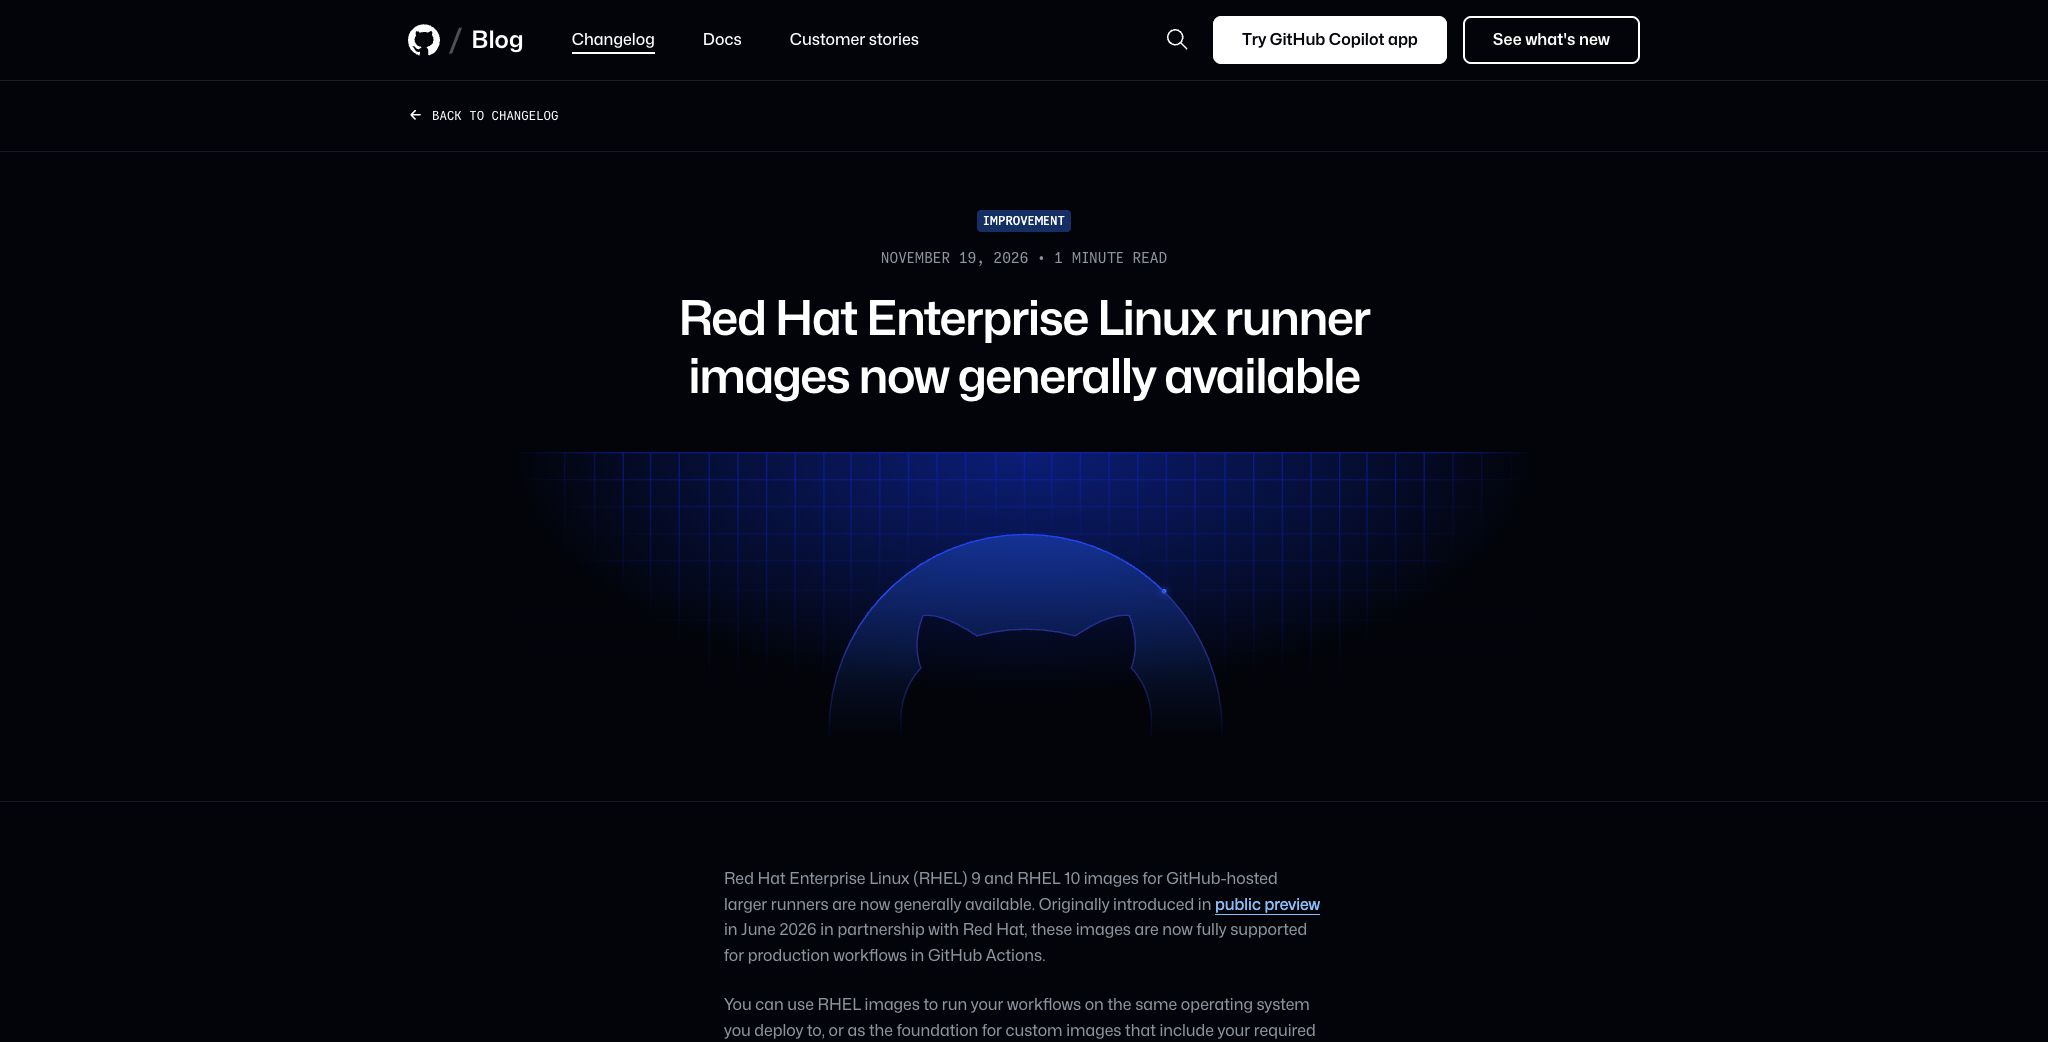 / Blog
Changelog
Docs
Customer stories
Try GitHub Copilot app
See what's new
← BACK TO CHANGELOG
IMPROVEMENT
NOVEMBER 19, 2026 • 1 MINUTE READ
Red Hat Enterprise Linux runner
images now generally available
Red Hat Enterprise Linux (RHEL) 9 and RHEL 10 images for GitHub-hosted
larger runners are now generally available. Originally introduced in public preview
in June 2026 in partnership with Red Hat, these images are now fully supported
for production workflows in GitHub Actions.
You can use RHEL images to run your workflows on the same operating system
you deploy to, or as the foundation for custom images that include your required